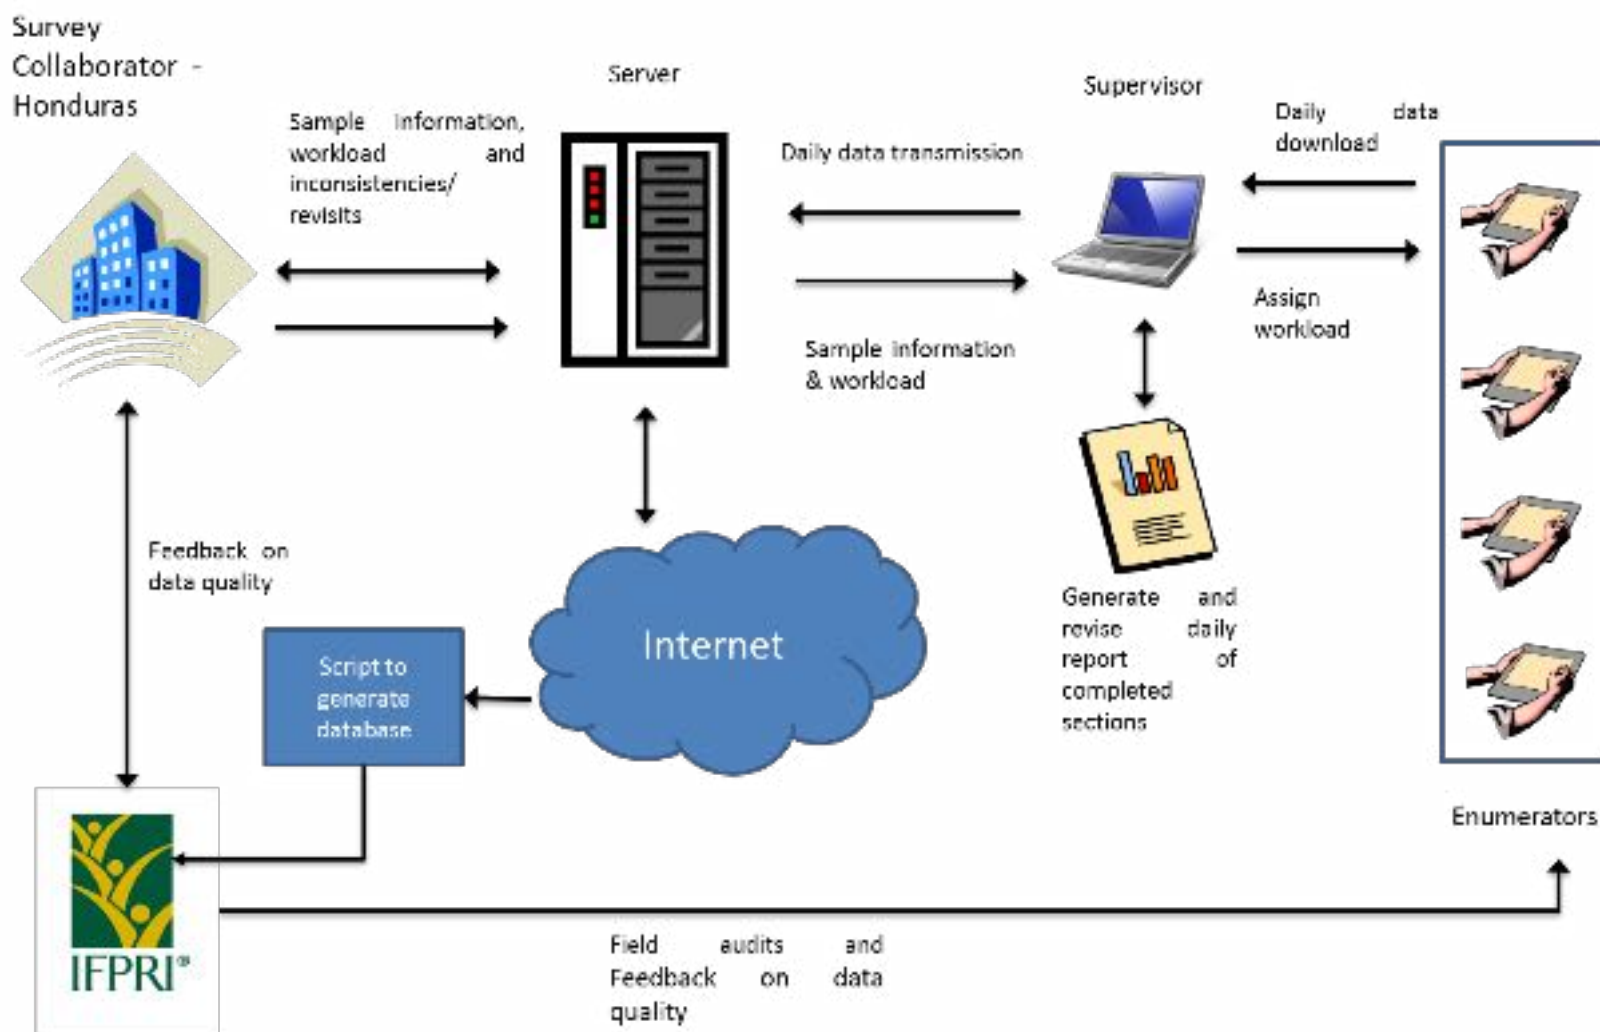 Survey
Collaborator -
Honduras
Server
Supervisor
Sample information,
workload and
inconsistencies/
revisits
Daily data transmission
Daily data
download
Sample information
& workload
Assign
workload
Feedback on
data quality
Internet
Script to
generate
database
Generate and
revise daily
report of
completed
sections
Enumerators
IFPRI®
Field audits and
Feedback on data
quality